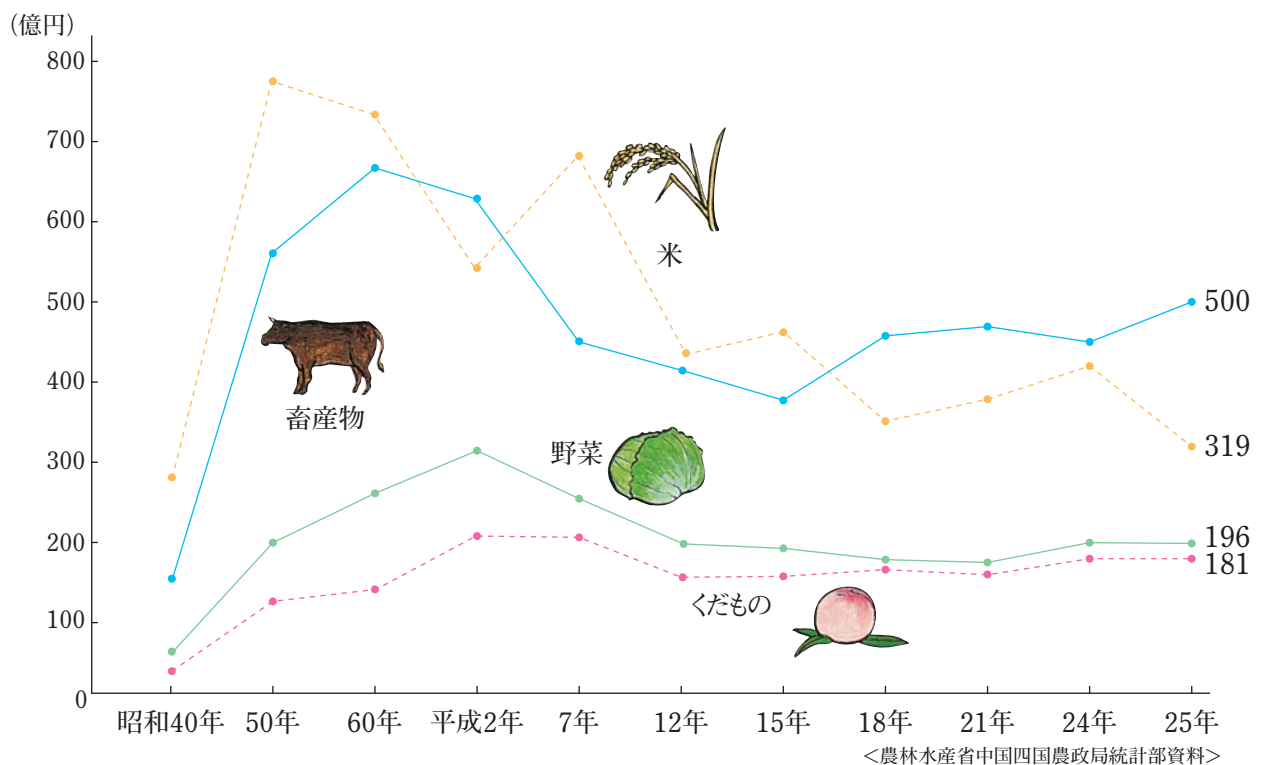 (億円)
800
700
600
500
400
300
200
100
0
米
畜産物
野菜
くだもの
500
319
196
181
昭和40年 50年 60年 平成2年 7年 12年 15年 18年 21年 24年 25年
<農林水産省中国四国農政局統計部資料>